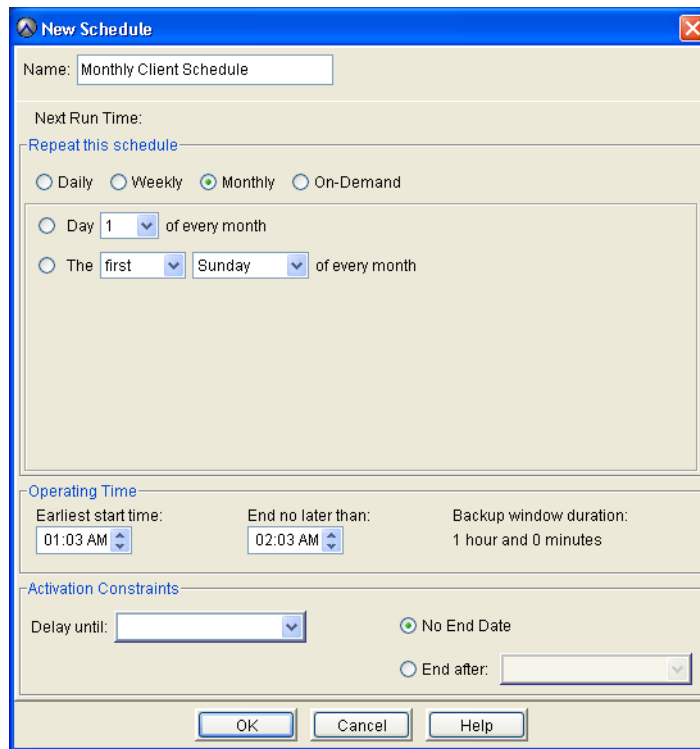 New Schedule
Name: Monthly Client Schedule
Next Run Time:
Repeat this schedule
Daily Weekly Monthly On-Demand
Day 1 of every month
The first Sunday of every month
Operating Time
Earliest start time: End no later than: Backup window duration:
01:03 AM 02:03 AM 1 hour and 0 minutes
Activation Constraints
Delay until: No End Date
End after:
OK Cancel Help